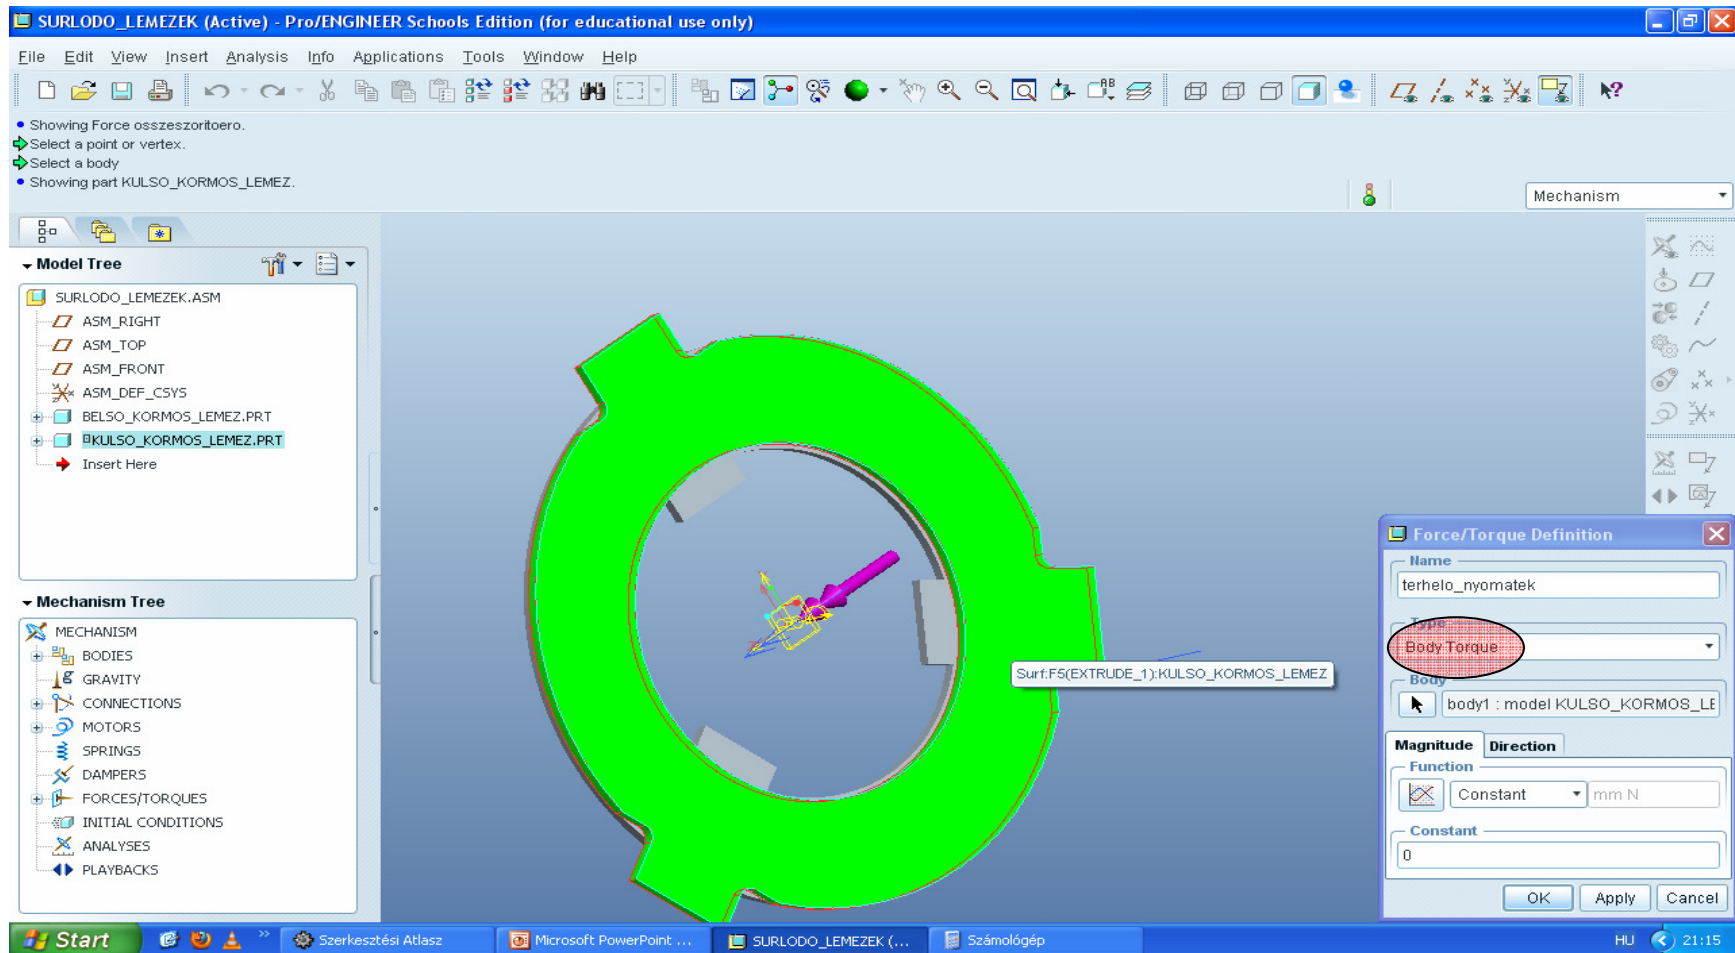 SURLODO_LEMEZEK (Active) - Pro/ENGINEER Schools Edition (for educational use only)
File Edit View Insert Analysis Info Applications Tools Window Help
Showing Force osszeszoritoero.
Select a point or vertex.
Select a body
Showing part KULSO_KORMOS_LEMEZ.
Mechanism
Model Tree
SURLODO_LEMEZEK.ASM
ASM_RIGHT
ASM_TOP
ASM_FRONT
ASM_DEF_CSYS
BELSO_KORMOS_LEMEZ.PRT
KULSO_KORMOS_LEMEZ.PRT
Insert Here
Mechanism Tree
MECHANISM
BODIES
GRAVITY
CONNECTIONS
MOTORS
SPRINGS
DAMPERS
FORCES/TORQUES
INITIAL CONDITIONS
ANALYSES
PLAYBACKS
Surf:F5(EXTRUDE_1):KULSO_KORMOS_LEMEZ
Force/Torque Definition
Name
terhelo_nyomatek
Type
Body Torque
Body
body1 : model KULSO_KORMOS_LE
Magnitude Direction
Function
Constant mm N
Constant
0
OK Apply Cancel
Start Szerkesztési Atlasz Microsoft PowerPoint ... SURLODO_LEMEZEK (... Számológép HU 21:15